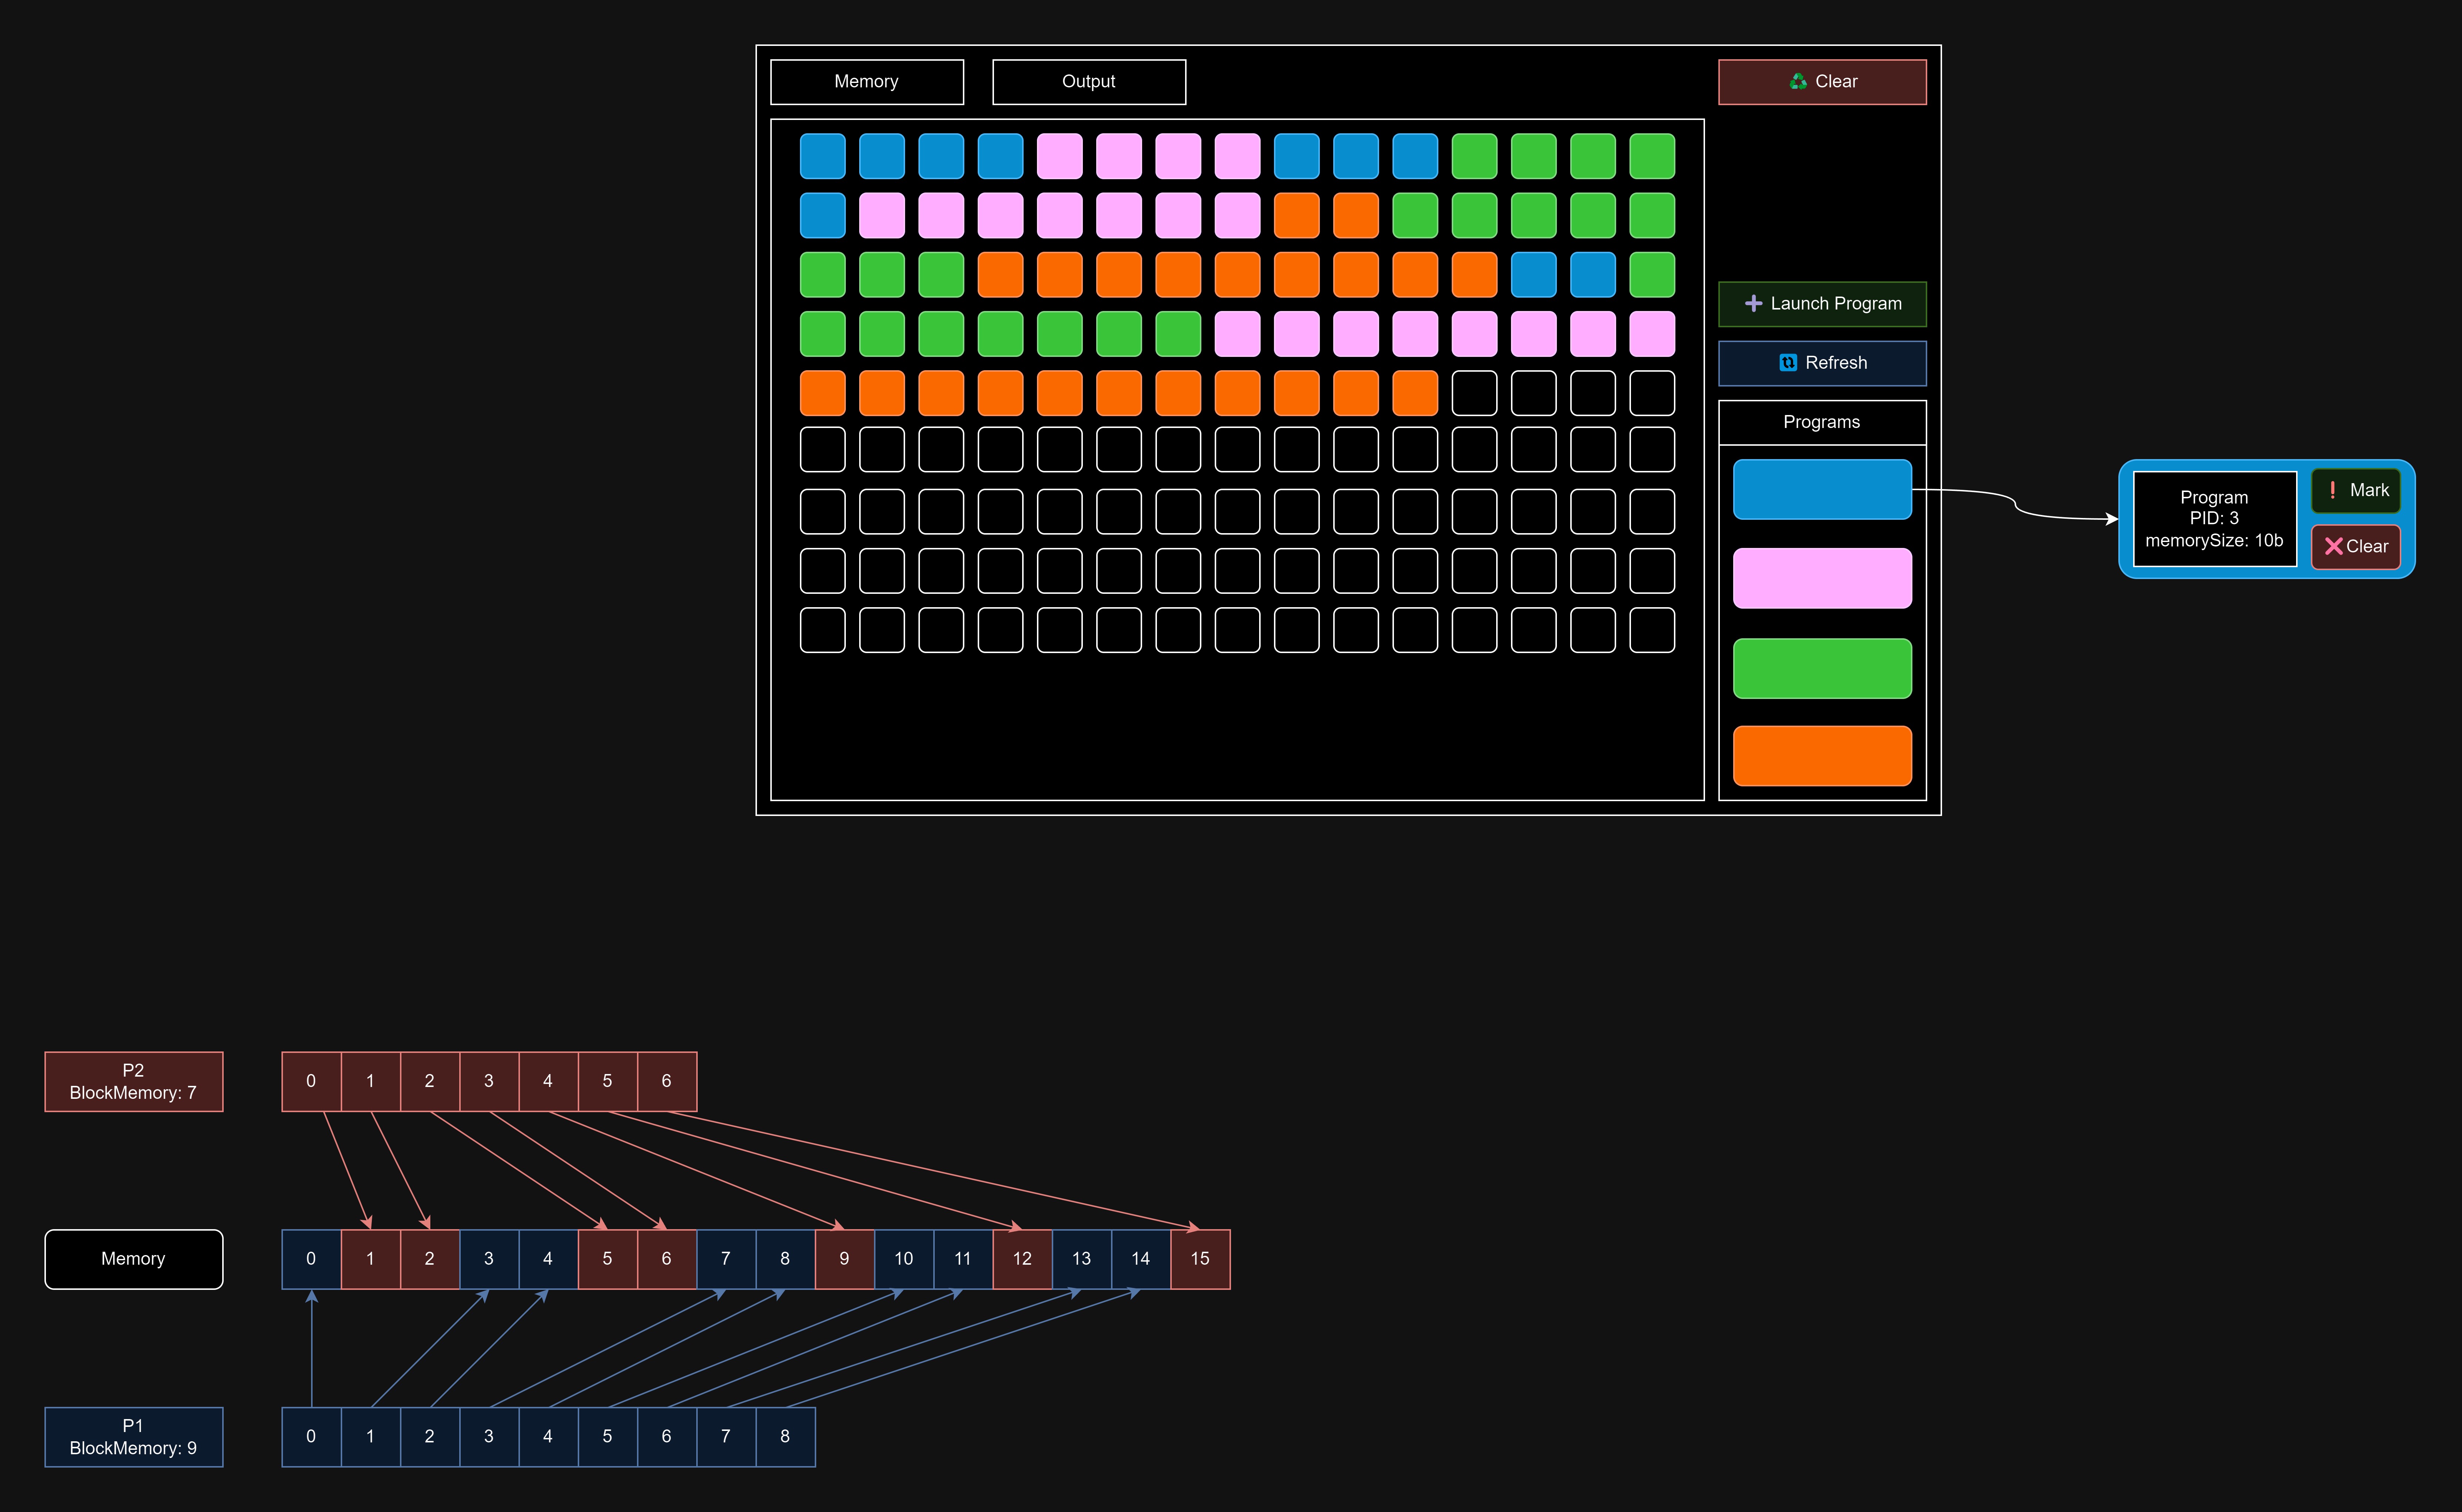 Memory
Output
Clear
Launch Program
Refresh
Programs
Program
PID: 3
memorySize: 10b
Mark
Clear
P2
BlockMemory: 7
0 1 2 3 4 5 6
Memory
0 1 2 3 4 5 6 7 8 9 10 11 12 13 14 15
P1
BlockMemory: 9
0 1 2 3 4 5 6 7 8